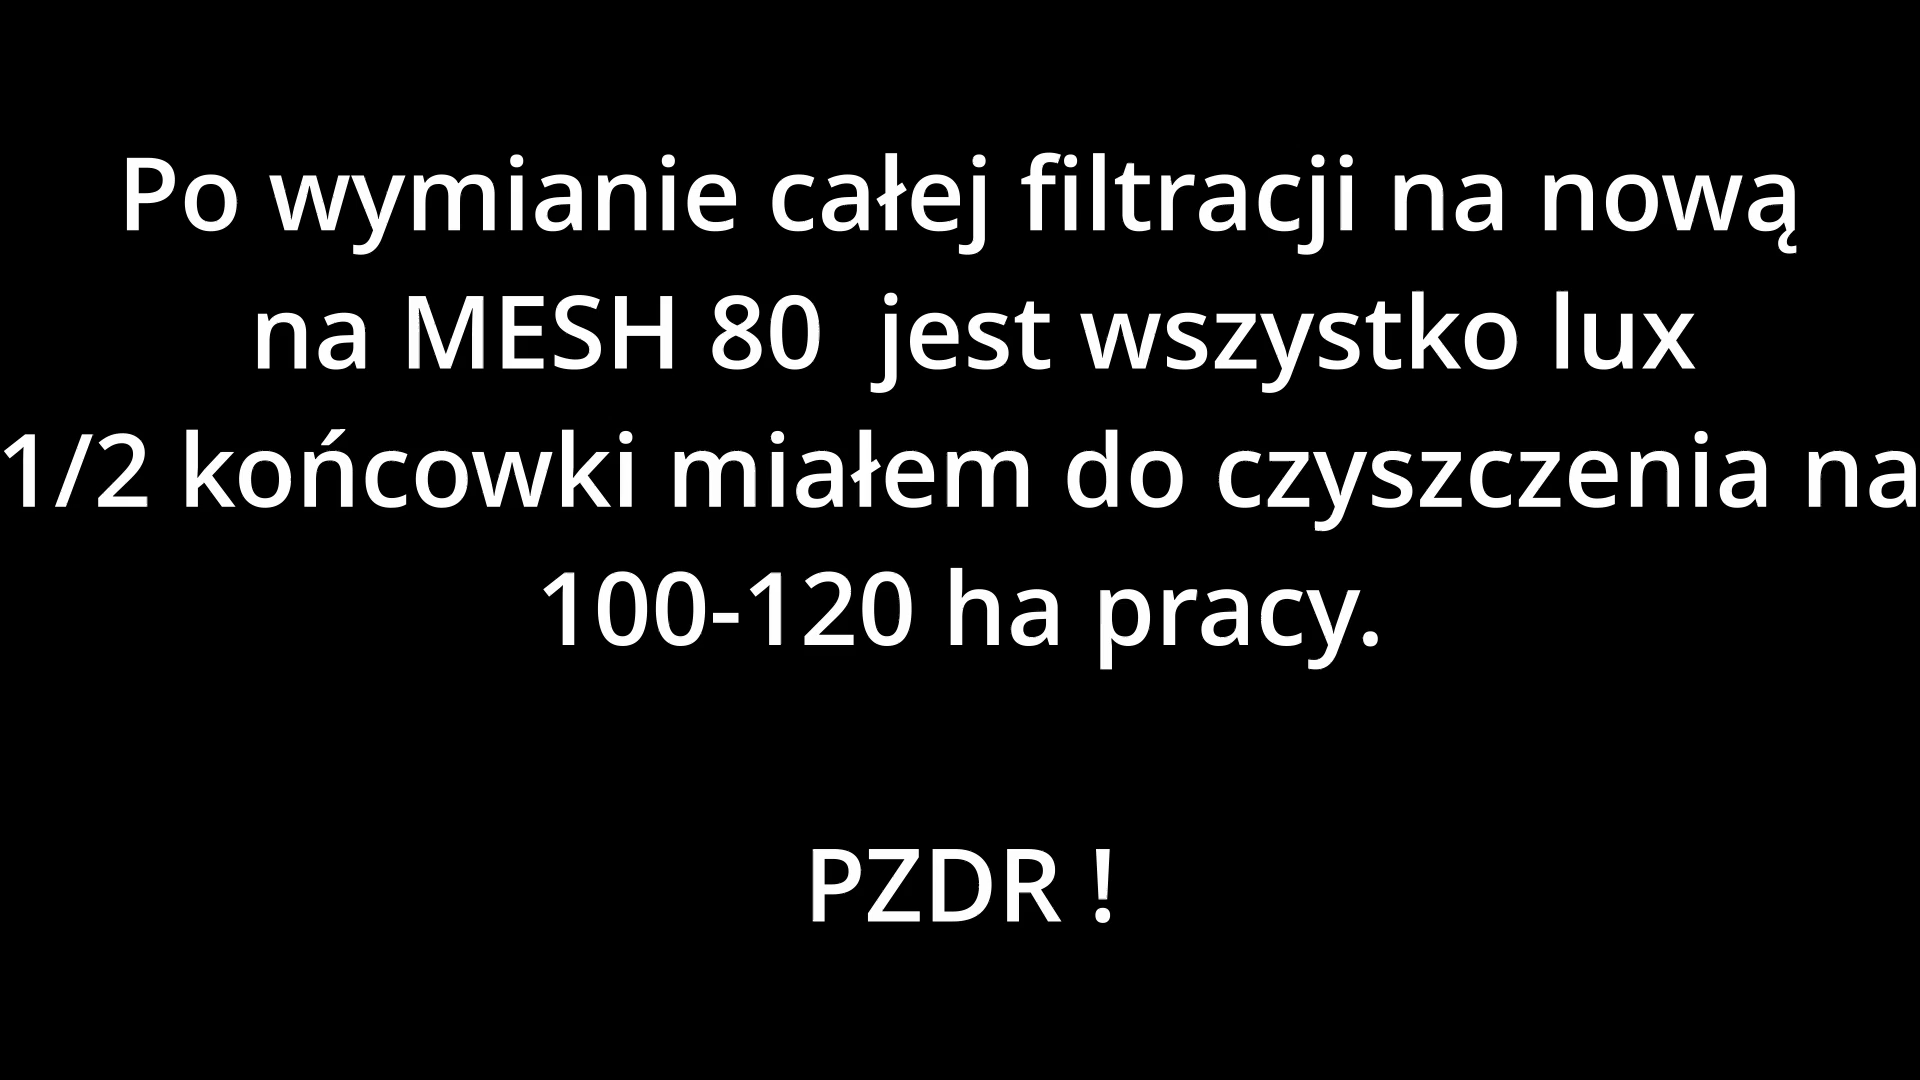 Po wymianie całej filtracji na nową
na MESH 80  jest wszystko lux
1/2 końcowki miałem do czyszczenia na
100-120 ha pracy.
PZDR !